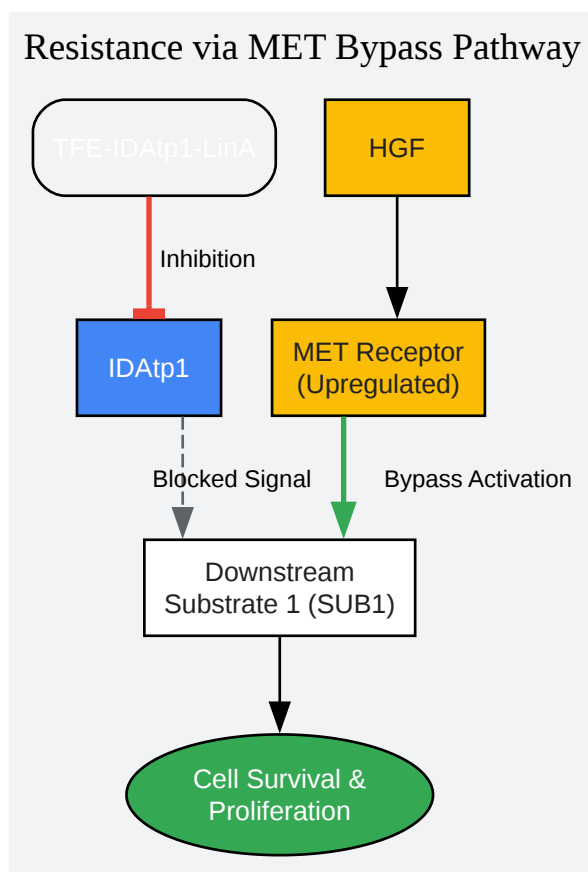 Resistance via MET Bypass Pathway
TFE-IDAtp1-LinA
HGF
Inhibition
IDAtp1
MET Receptor
(Upregulated)
Blocked Signal
Bypass Activation
Downstream
Substrate 1 (SUB1)
Cell Survival &
Proliferation